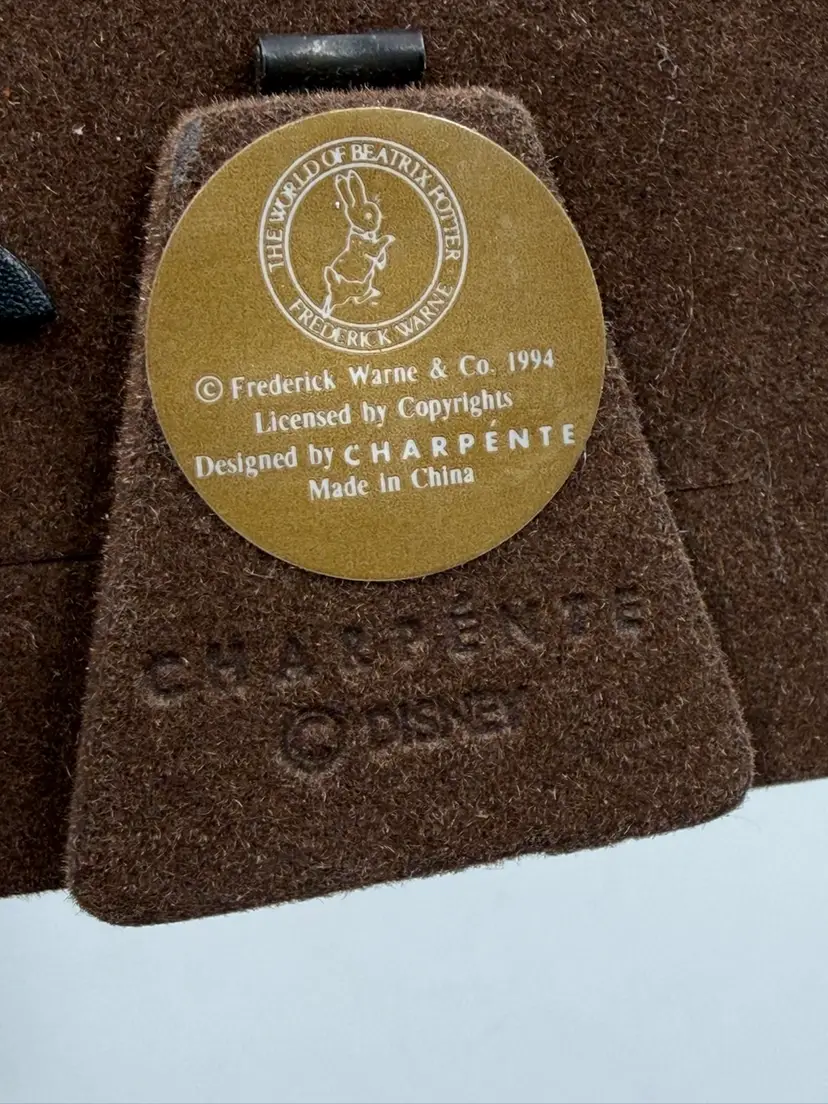 THE WORLD OF BEATRIX POTTER
FREDERICK WARNE
© Frederick Warne & Co. 1994
Licensed by Copyrights
Designed by CHARPÉNTE
Made in China
CHARPÉNTE
© DISNEY